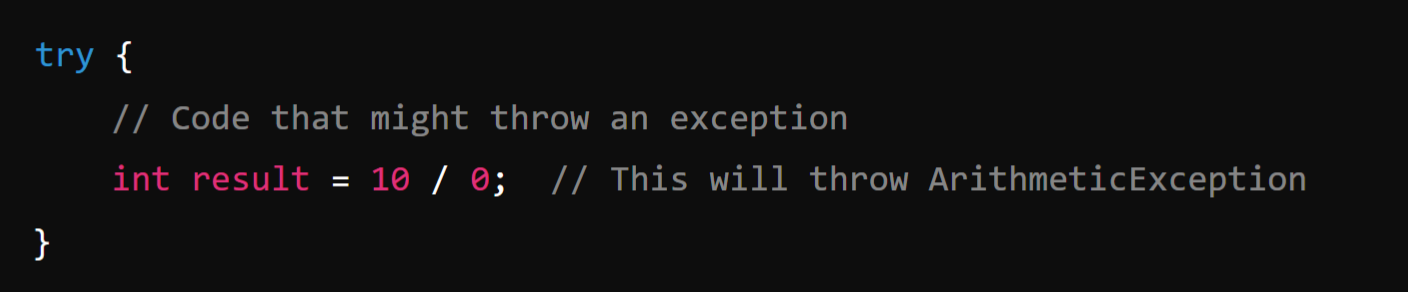 try {
    // Code that might throw an exception
    int result = 10 / 0;  // This will throw ArithmeticException
}